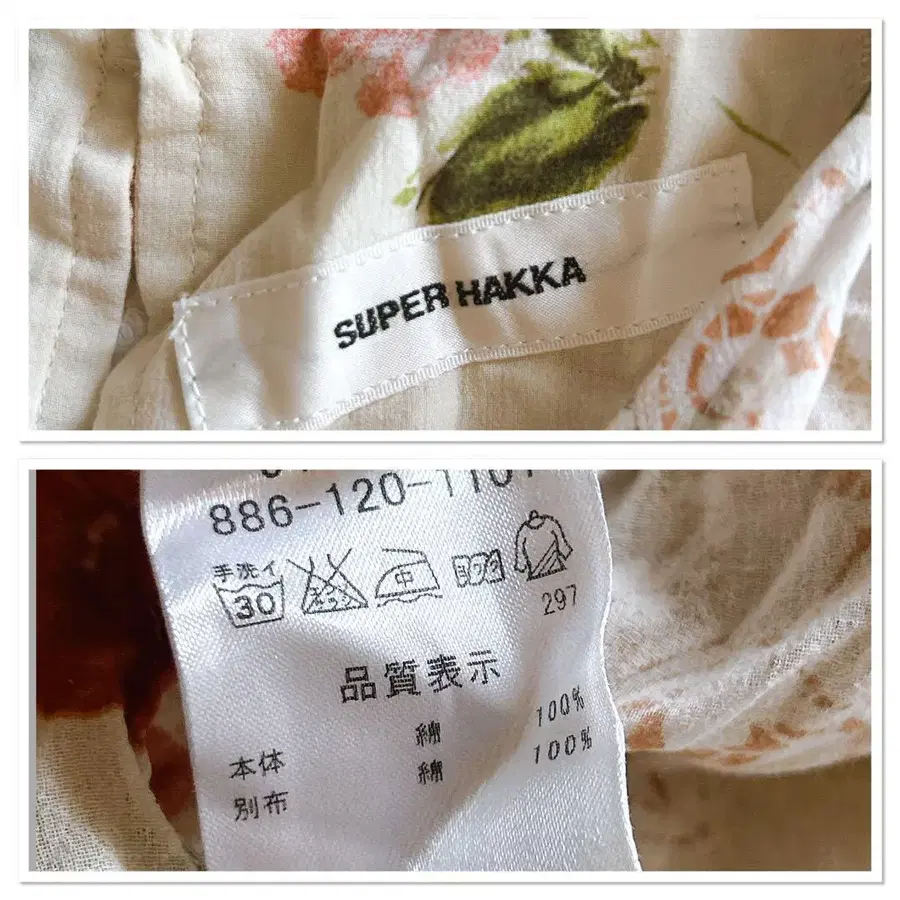 SUPER HAKKA
886-120-1101
手洗イ
30
中
297
品質表示
綿 100%
本体 綿 100%
別布